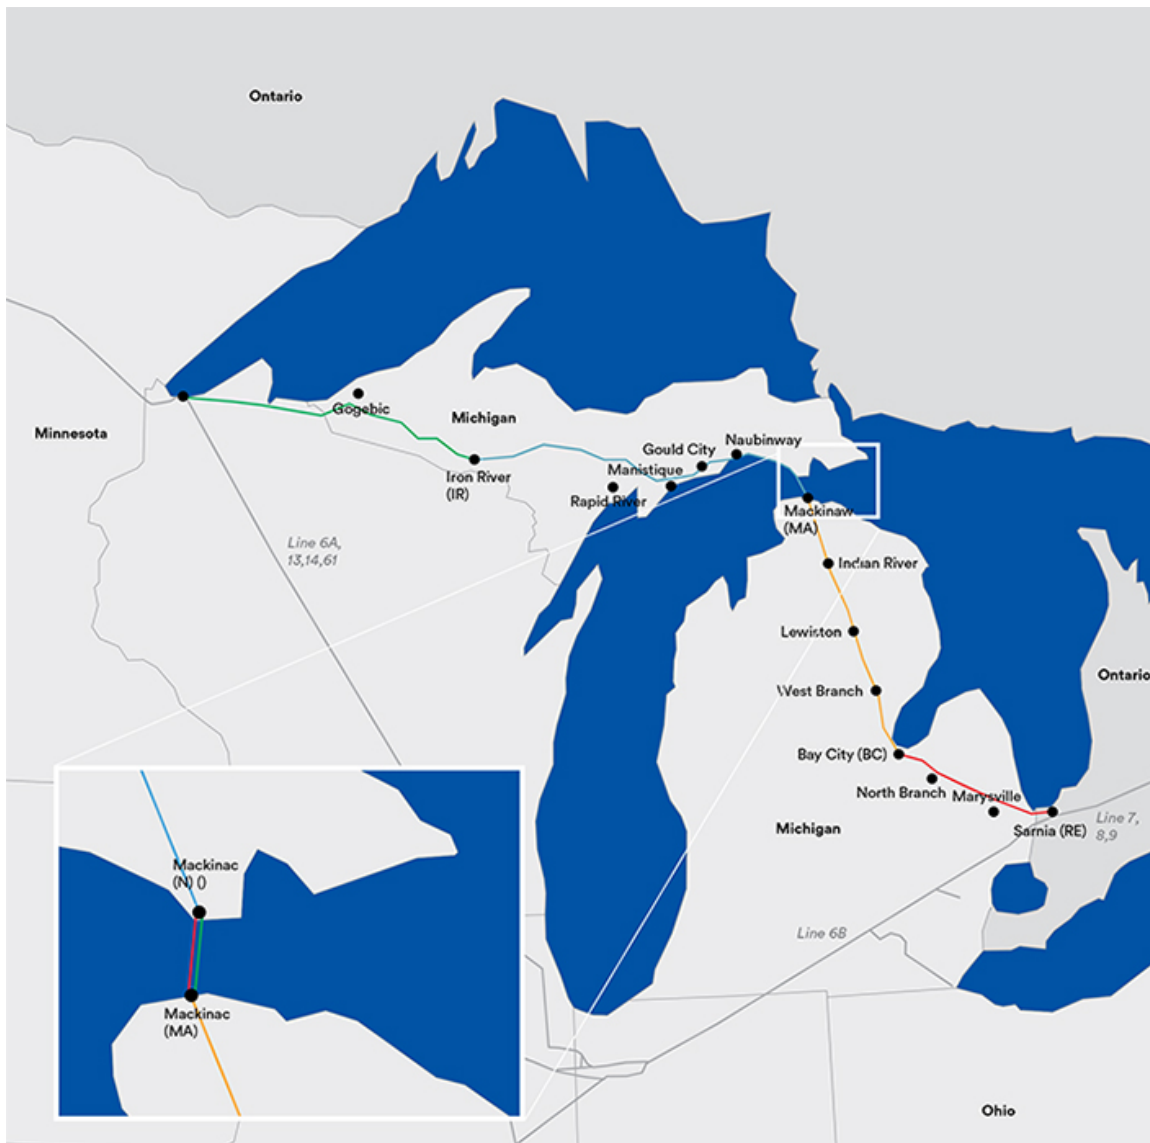 Ontario
Gogebic
Michigan
Minnesota
Gould City
Naubinway
Manistique
Iron River
(IR)
Rapid River
Mackinaw
(MA)
Line 6A,
13,14,61
Indian River
Lewiston
Ontario
West Branch
Bay City (BC)
North Branch
Marysville
Michigan
Sarnia (RE)
Line 7,
8,9
Mackinac
(N) ()
Line 6B
Mackinac
(MA)
Ohio